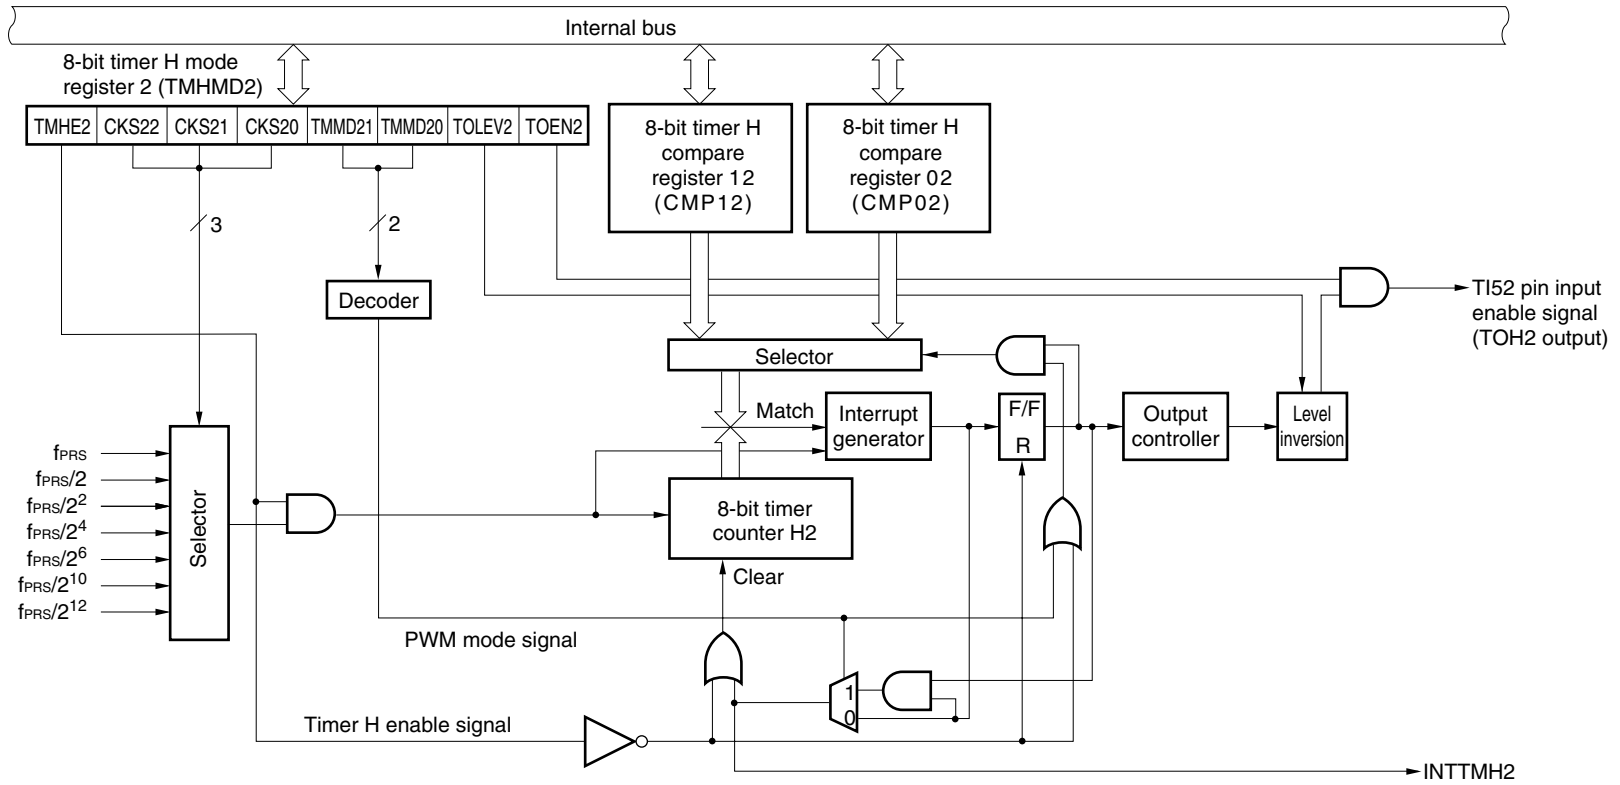 Internal bus
8-bit timer H mode
register 2 (TMHMD2)
TMHE2 CKS22 CKS21 CKS20 TMMD21 TMMD20 TOLEV2 TOEN2
8-bit timer H
compare
register 12
(CMP12)
8-bit timer H
compare
register 02
(CMP02)
3
2
Decoder
TI52 pin input
enable signal
(TOH2 output)
Selector
Match
Interrupt
generator
F/F
R
Output
controller
Level
inversion
fPRS
fPRS/2
fPRS/2²
fPRS/2⁴
fPRS/2⁶
fPRS/2¹⁰
fPRS/2¹²
Selector
8-bit timer
counter H2
Clear
PWM mode signal
1
0
Timer H enable signal
INTTMH2